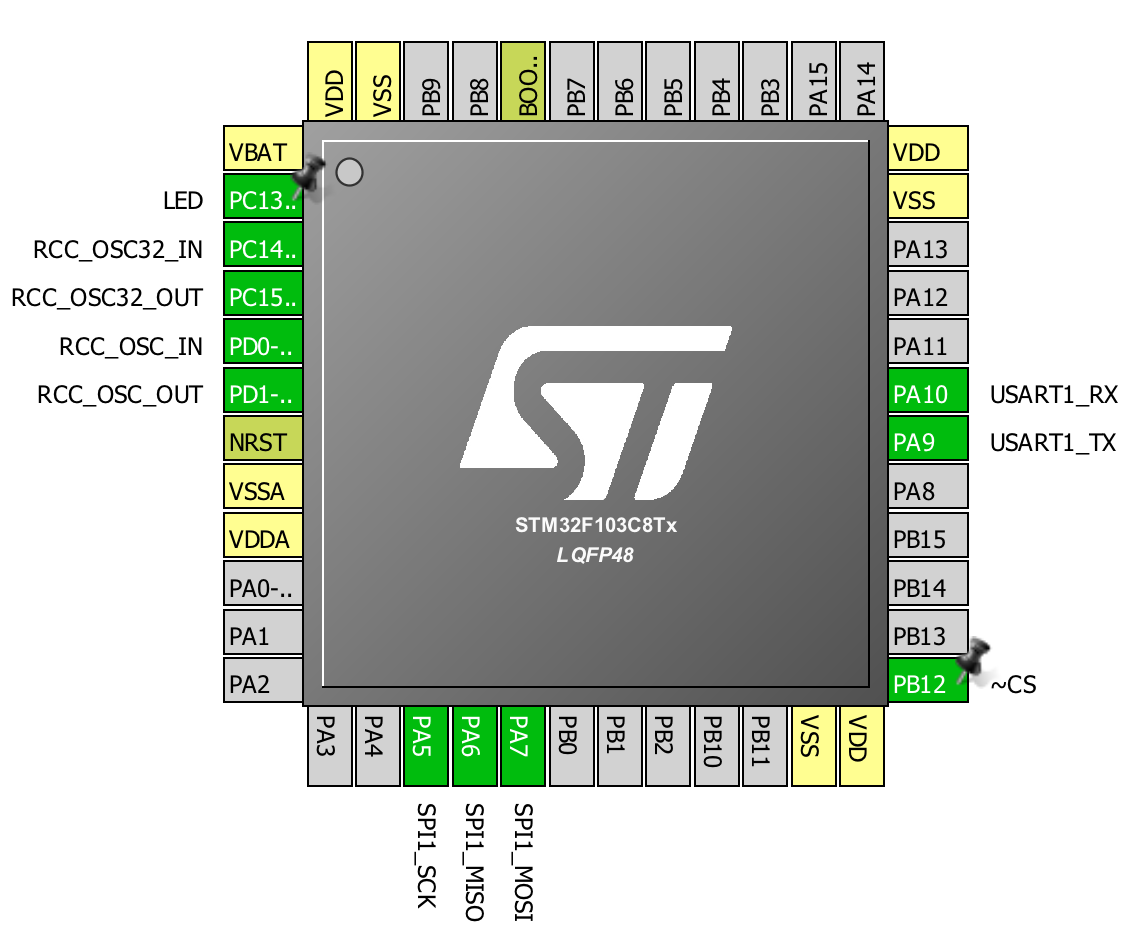 VDD
VSS
PB9
PB8
BOO..
PB7
PB6
PB5
PB4
PB3
PA15
PA14
VBAT
LED PC13..
RCC_OSC32_IN PC14..
RCC_OSC32_OUT PC15..
RCC_OSC_IN PD0-..
RCC_OSC_OUT PD1-..
NRST
VSSA
VDDA
PA0-..
PA1
PA2
ST
STM32F103C8Tx
LQFP48
VDD
VSS
PA13
PA12
PA11
PA10 USART1_RX
PA9 USART1_TX
PA8
PB15
PB14
PB13
PB12 ~CS
PA3
PA4
PA5 SPI1_SCK
PA6 SPI1_MISO
PA7 SPI1_MOSI
PB0
PB1
PB2
PB10
PB11
VSS
VDD